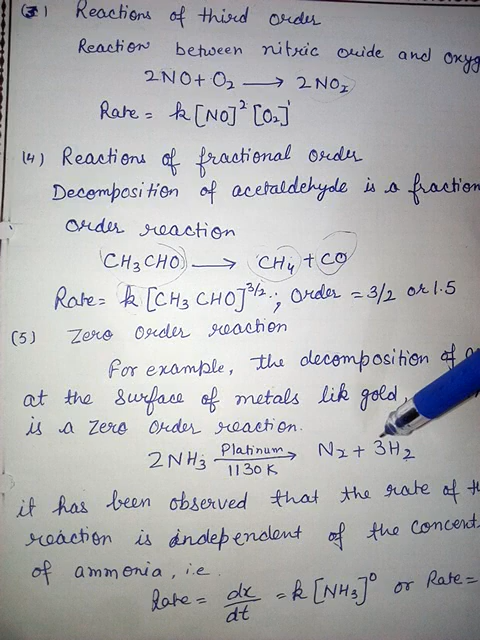 (3) Reactions of third order
Reaction between nitric oxide and oxyg
2NO + O₂ ⟶ 2NO₂
Rate = k[NO]² [O₂]¹
(4) Reactions of fractional order
Decomposition of acetaldehyde is a fraction
order reaction
CH₃CHO ⟶ CH₄ + CO
Rate = k [CH₃ CHO]³/²; Order = 3/2 or 1.5
(5) Zero order reaction
For example, the decomposition of a
at the surface of metals lik gold,
is a zero order reaction.
2NH₃ Platinum ⟶ 1130 K N₂ + 3H₂
it has been observed that the rate of t
reaction is independent of the concent
of ammonia, i.e
Rate = dx/dt = k [NH₃]⁰ or Rate =